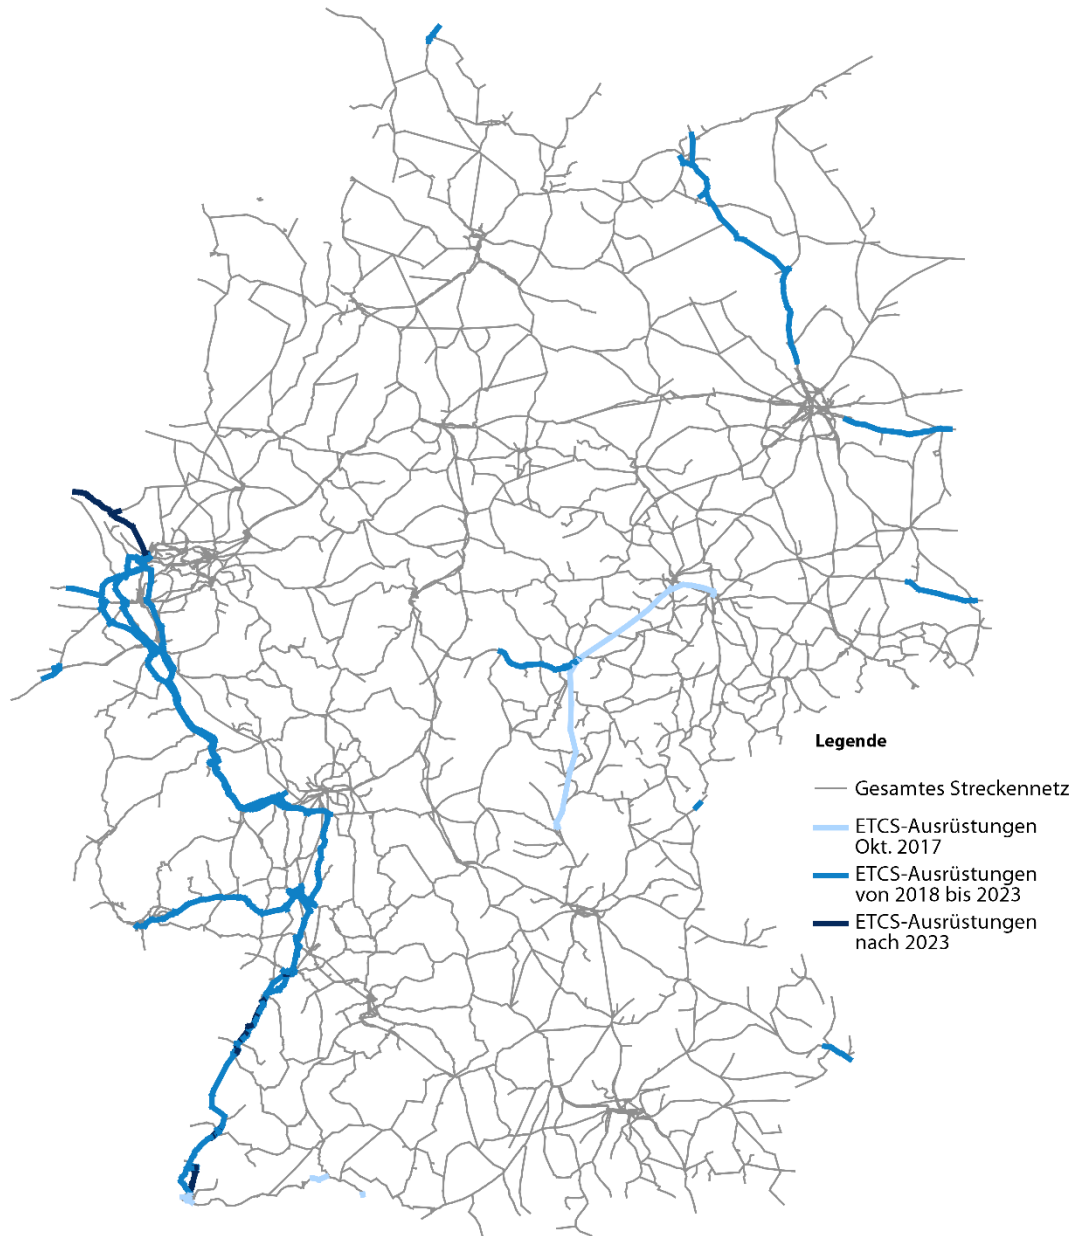 Legende
Gesamtes Streckennetz
ETCS-Ausrüstungen
Okt. 2017
ETCS-Ausrüstungen
von 2018 bis 2023
ETCS-Ausrüstungen
nach 2023